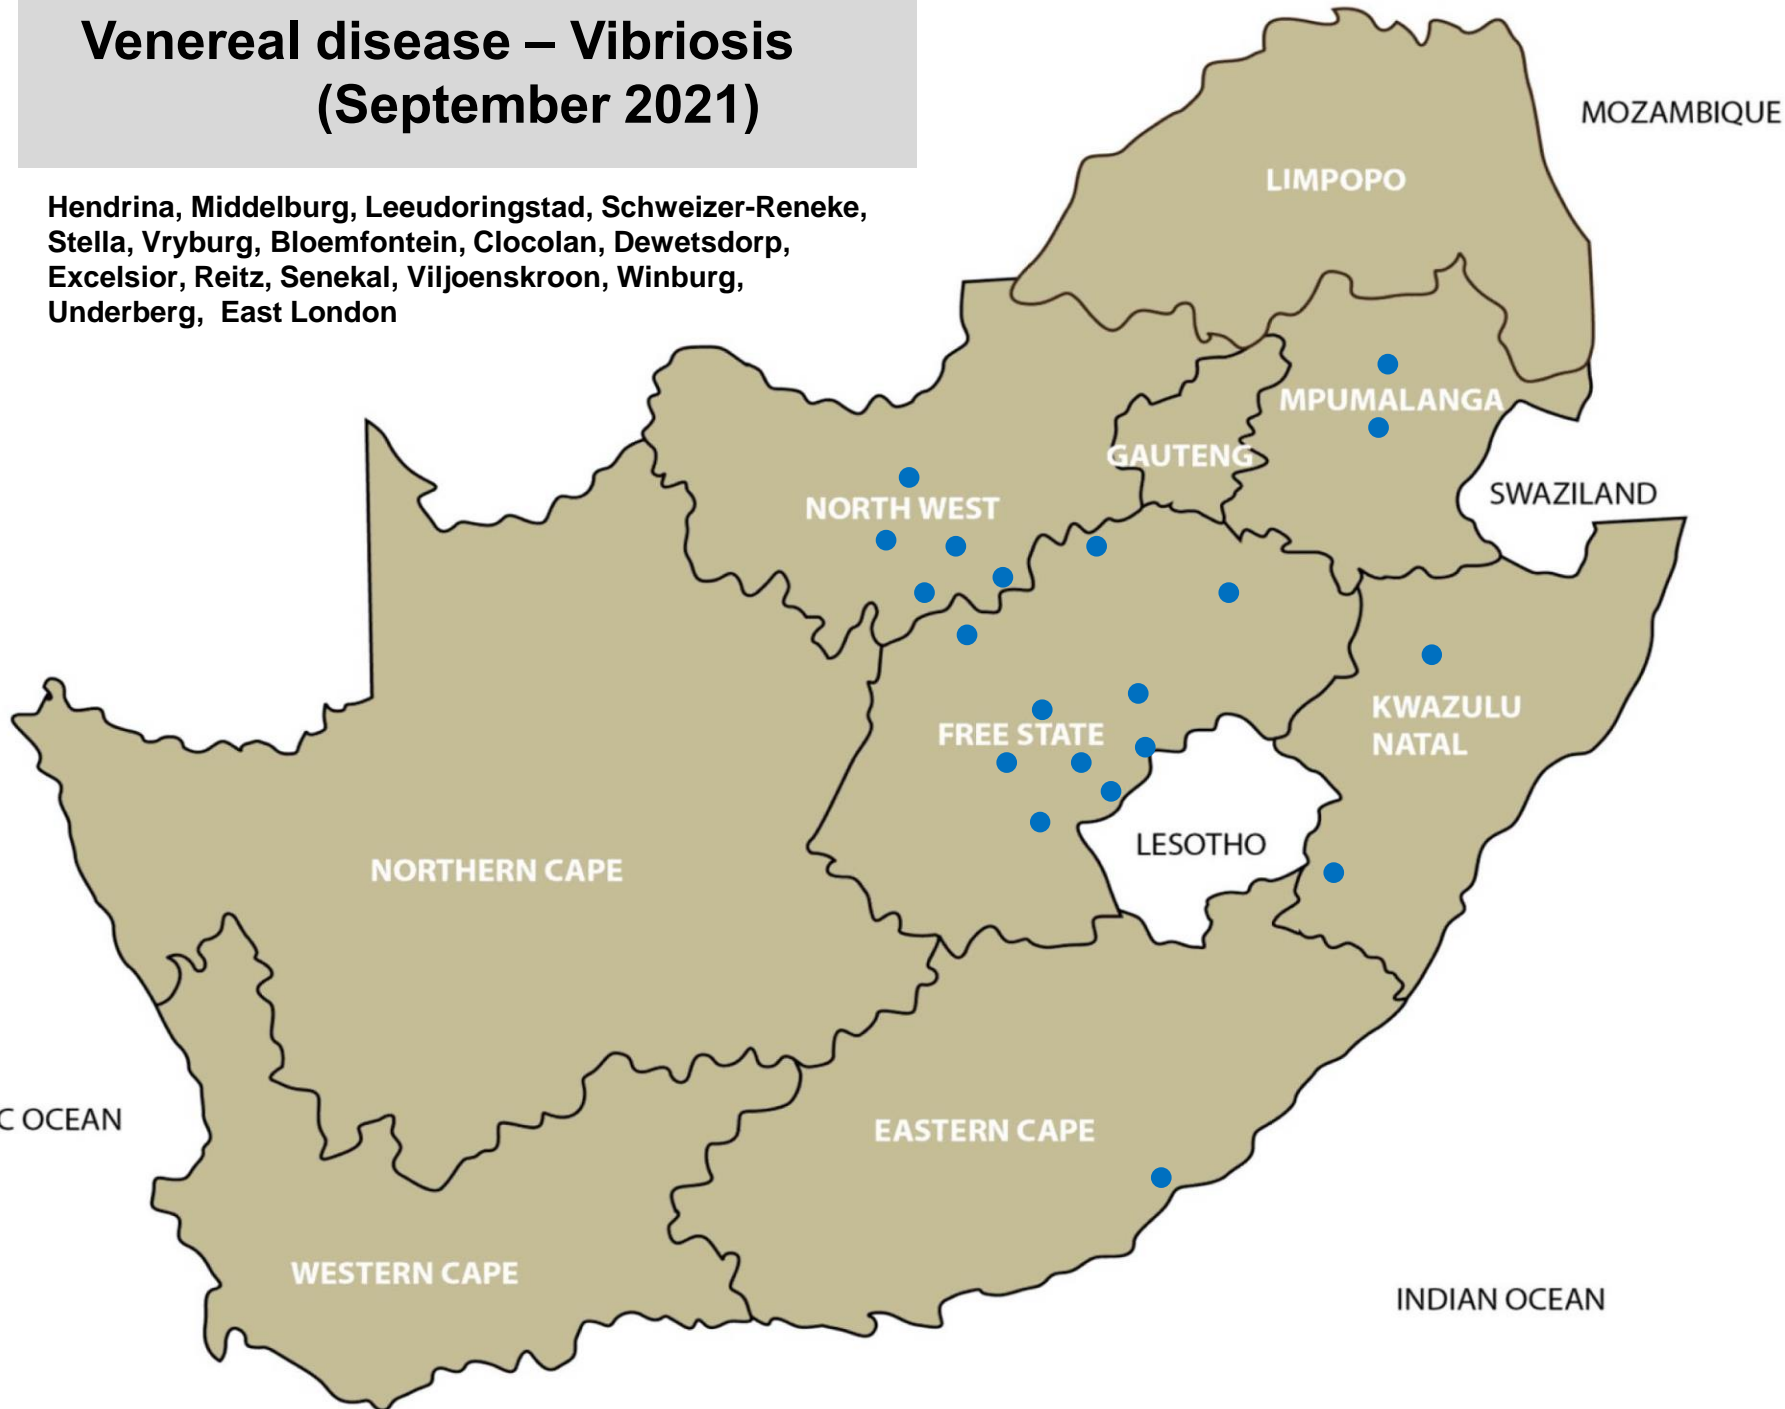 Venereal disease – Vibriosis
(September 2021)
Hendrina, Middelburg, Leeudoringstad, Schweizer-Reneke,
Stella, Vryburg, Bloemfontein, Clocolan, Dewetsdorp,
Excelsior, Reitz, Senekal, Viljoenskroon, Winburg,
Underberg, East London
MOZAMBIQUE
LIMPOPO
MPUMALANGA
GAUTENG
SWAZILAND
NORTH WEST
KWAZULU
NATAL
FREE STATE
LESOTHO
NORTHERN CAPE
C OCEAN
EASTERN CAPE
WESTERN CAPE
INDIAN OCEAN